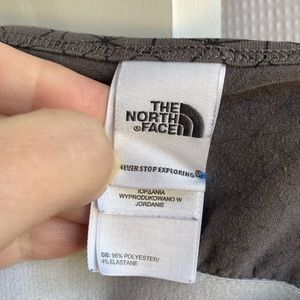 THE
NORTH
FACE
NEVER STOP EXPLORING
ΙΟΡΔΑΝΙΑ
WYPRODUKOWANO W
JORDANIE
GB: 96% POLYESTER/
4% ELASTANE